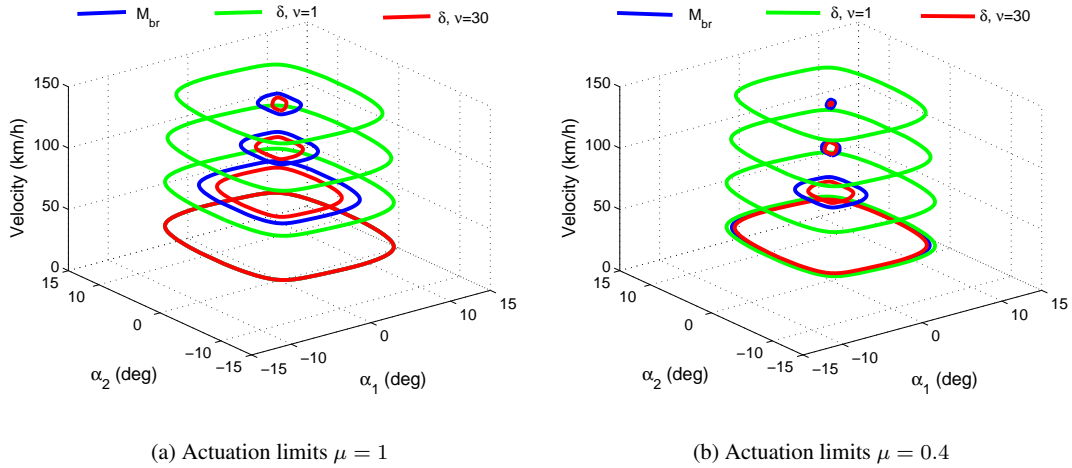 M_br δ, ν=1 δ, ν=30
150
100
50
0
Velocity (km/h)
10
0
−10
−15
α_2 (deg)
−15
−10
0
10
15
α_1 (deg)
(a) Actuation limits μ = 1
M_br δ, ν=1 δ, ν=30
150
100
50
0
Velocity (km/h)
15
10
0
−10
−15
α_2 (deg)
−15
−10
0
10
15
α_1 (deg)
(b) Actuation limits μ = 0.4